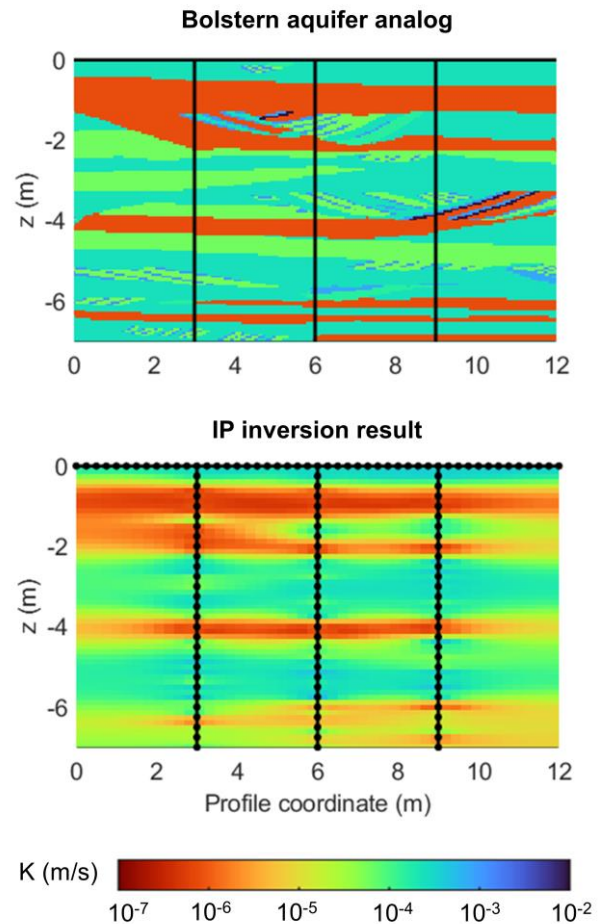 Bolstern aquifer analog
0
-2
-4
-6
z (m)
0 2 4 6 8 10 12
IP inversion result
0
-2
-4
-6
z (m)
0 2 4 6 8 10 12
Profile coordinate (m)
K (m/s)
10⁻⁷ 10⁻⁶ 10⁻⁵ 10⁻⁴ 10⁻³ 10⁻²